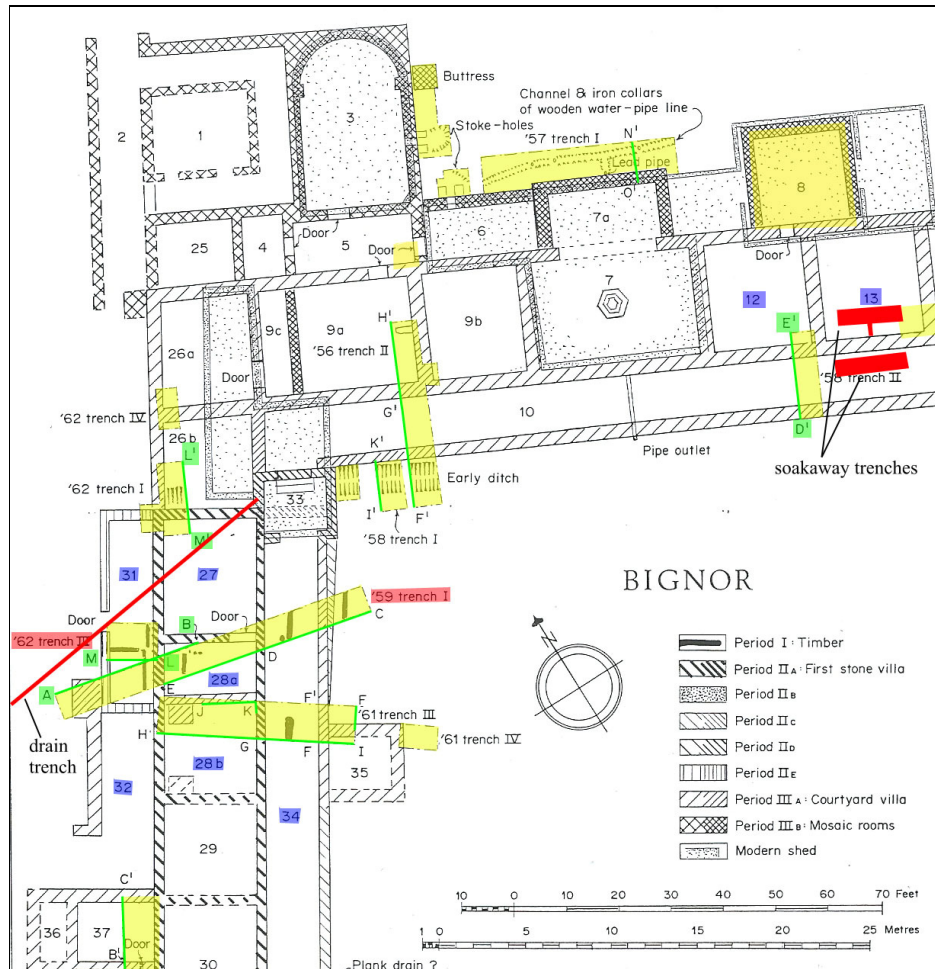 Buttress
Channel & iron collars
of wooden water-pipe line
Stoke-holes
'57 trench I
N'
Lead pipe
O'
2
1
3
8
7a
6
25
4
Door
5
Door
Door
7
12
13
9c
9a
9b
H'
E'
'56 trench II
26a
Door
G'
10
'58 trench II
'62 trench IV
26b
L'
K'
D'
Pipe outlet
soakaway trenches
'62 trench I
33
Early ditch
I'
F'
M'
'58 trench I
31
27
BIGNOR
N
Door
B
Door
'59 trench I
C
'62 trench III
M
L
D
A
E
28a
F'
F
J
K
'61 trench III
drain
trench
H
G
F
I
'61 trench IV
28b
35
32
34
29
C'
36
37
B'
Door
30
Plank drain ?
Period I : Timber
Period IIA : First stone villa
Period IIB
Period IIC
Period IID
Period IIE
Period IIIA : Courtyard villa
Period IIIB : Mosaic rooms
Modern shed
10 0 10 20 30 40 50 60 70 Feet
1 0 5 10 15 20 25
Metres